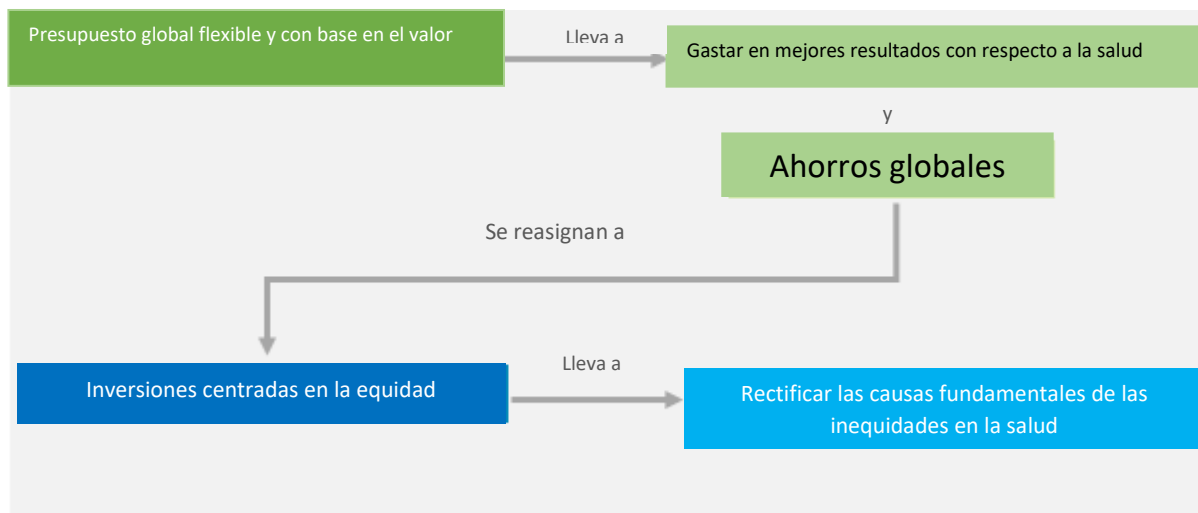 Presupuesto global flexible y con base en el valor
Lleva a
Gastar en mejores resultados con respecto a la salud
y
Ahorros globales
Se reasignan a
Inversiones centradas en la equidad
Lleva a
Rectificar las causas fundamentales de las
inequidades en la salud